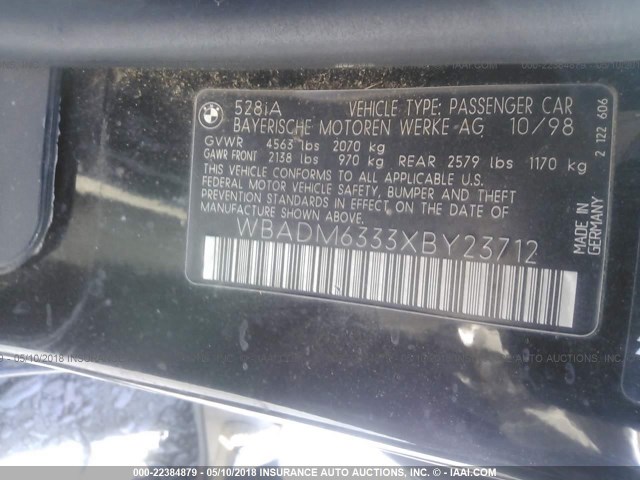 BMW
528iA VEHICLE TYPE: PASSENGER CAR
BAYERISCHE MOTOREN WERKE AG 10/98
GVWR 4563 lbs 2070 kg
GAWR FRONT 2138 lbs 970 kg REAR 2579 lbs 1170 kg
THIS VEHICLE CONFORMS TO ALL APPLICABLE U.S.
FEDERAL MOTOR VEHICLE SAFETY, BUMPER AND THEFT
PREVENTION STANDARDS IN EFFECT ON THE DATE OF
MANUFACTURE SHOWN ABOVE.
WBADM6333XBY23712
MADE IN
GERMANY
2 122 606
000-22384879 - 05/10/2018 INSURANCE AUTO AUCTIONS, INC. - © IAAI.COM